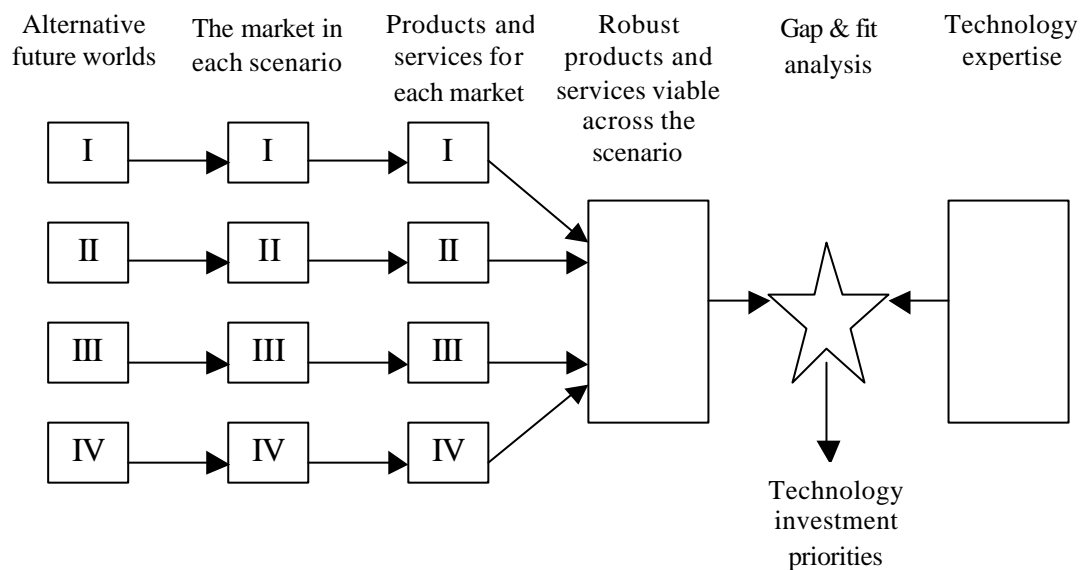 Alternative
future worlds
The market in
each scenario
Products and
services for
each market
Robust
products and
services viable
across the
scenario
Gap & fit
analysis
Technology
expertise
I
I
I
II
II
II
III
III
III
IV
IV
IV
Technology
investment
priorities